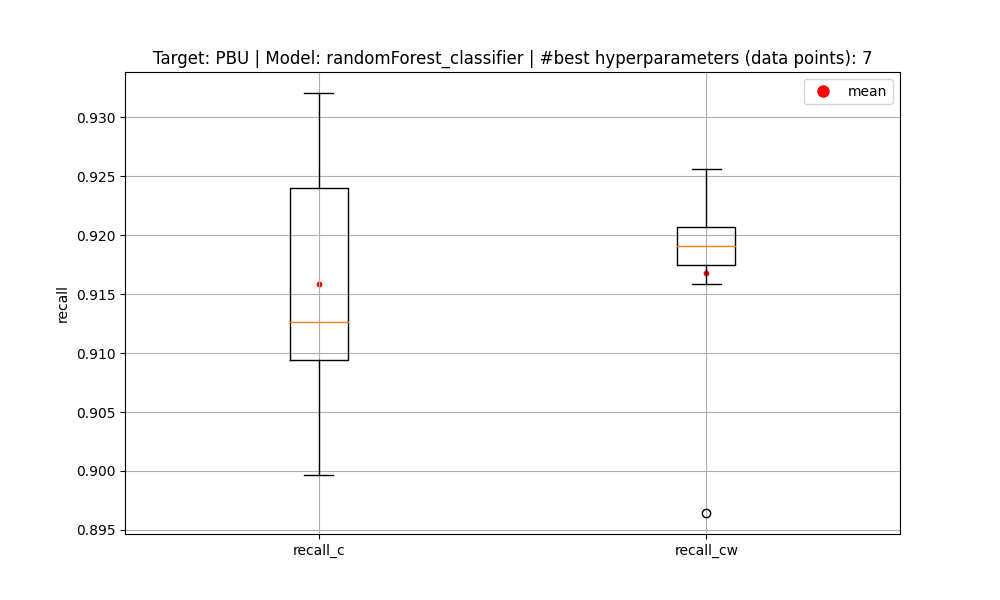 Target: PBU | Model: randomForest_classifier | #best hyperparameters (data points): 7
mean
0.930
0.925
0.920
0.915
0.910
0.905
0.900
0.895
recall
recall_c
recall_cw